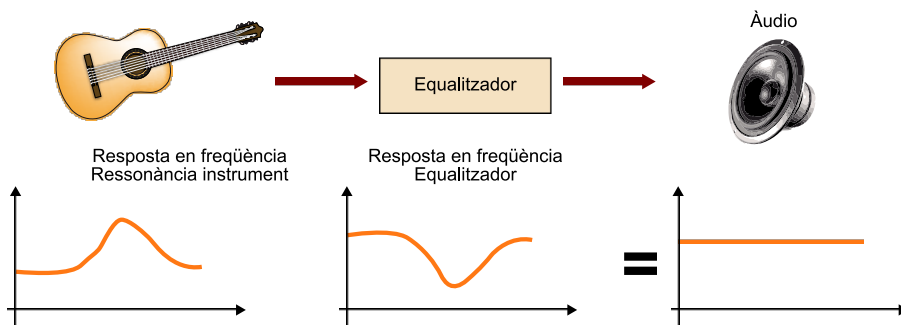 Àudio
Equalitzador
Resposta en freqüència
Ressonància instrument
Resposta en freqüència
Equalitzador
=